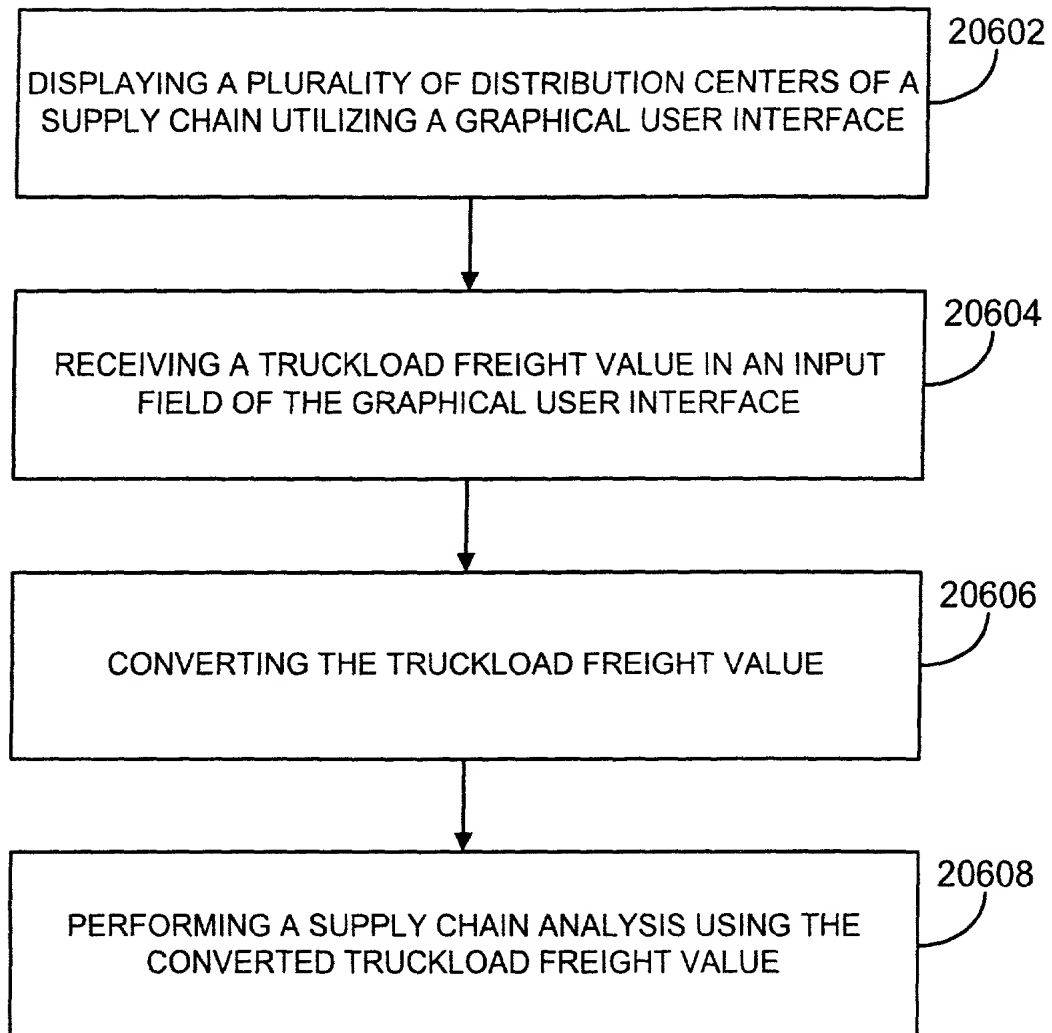 20602
DISPLAYING A PLURALITY OF DISTRIBUTION CENTERS OF A
SUPPLY CHAIN UTILIZING A GRAPHICAL USER INTERFACE
20604
RECEIVING A TRUCKLOAD FREIGHT VALUE IN AN INPUT
FIELD OF THE GRAPHICAL USER INTERFACE
20606
CONVERTING THE TRUCKLOAD FREIGHT VALUE
20608
PERFORMING A SUPPLY CHAIN ANALYSIS USING THE
CONVERTED TRUCKLOAD FREIGHT VALUE